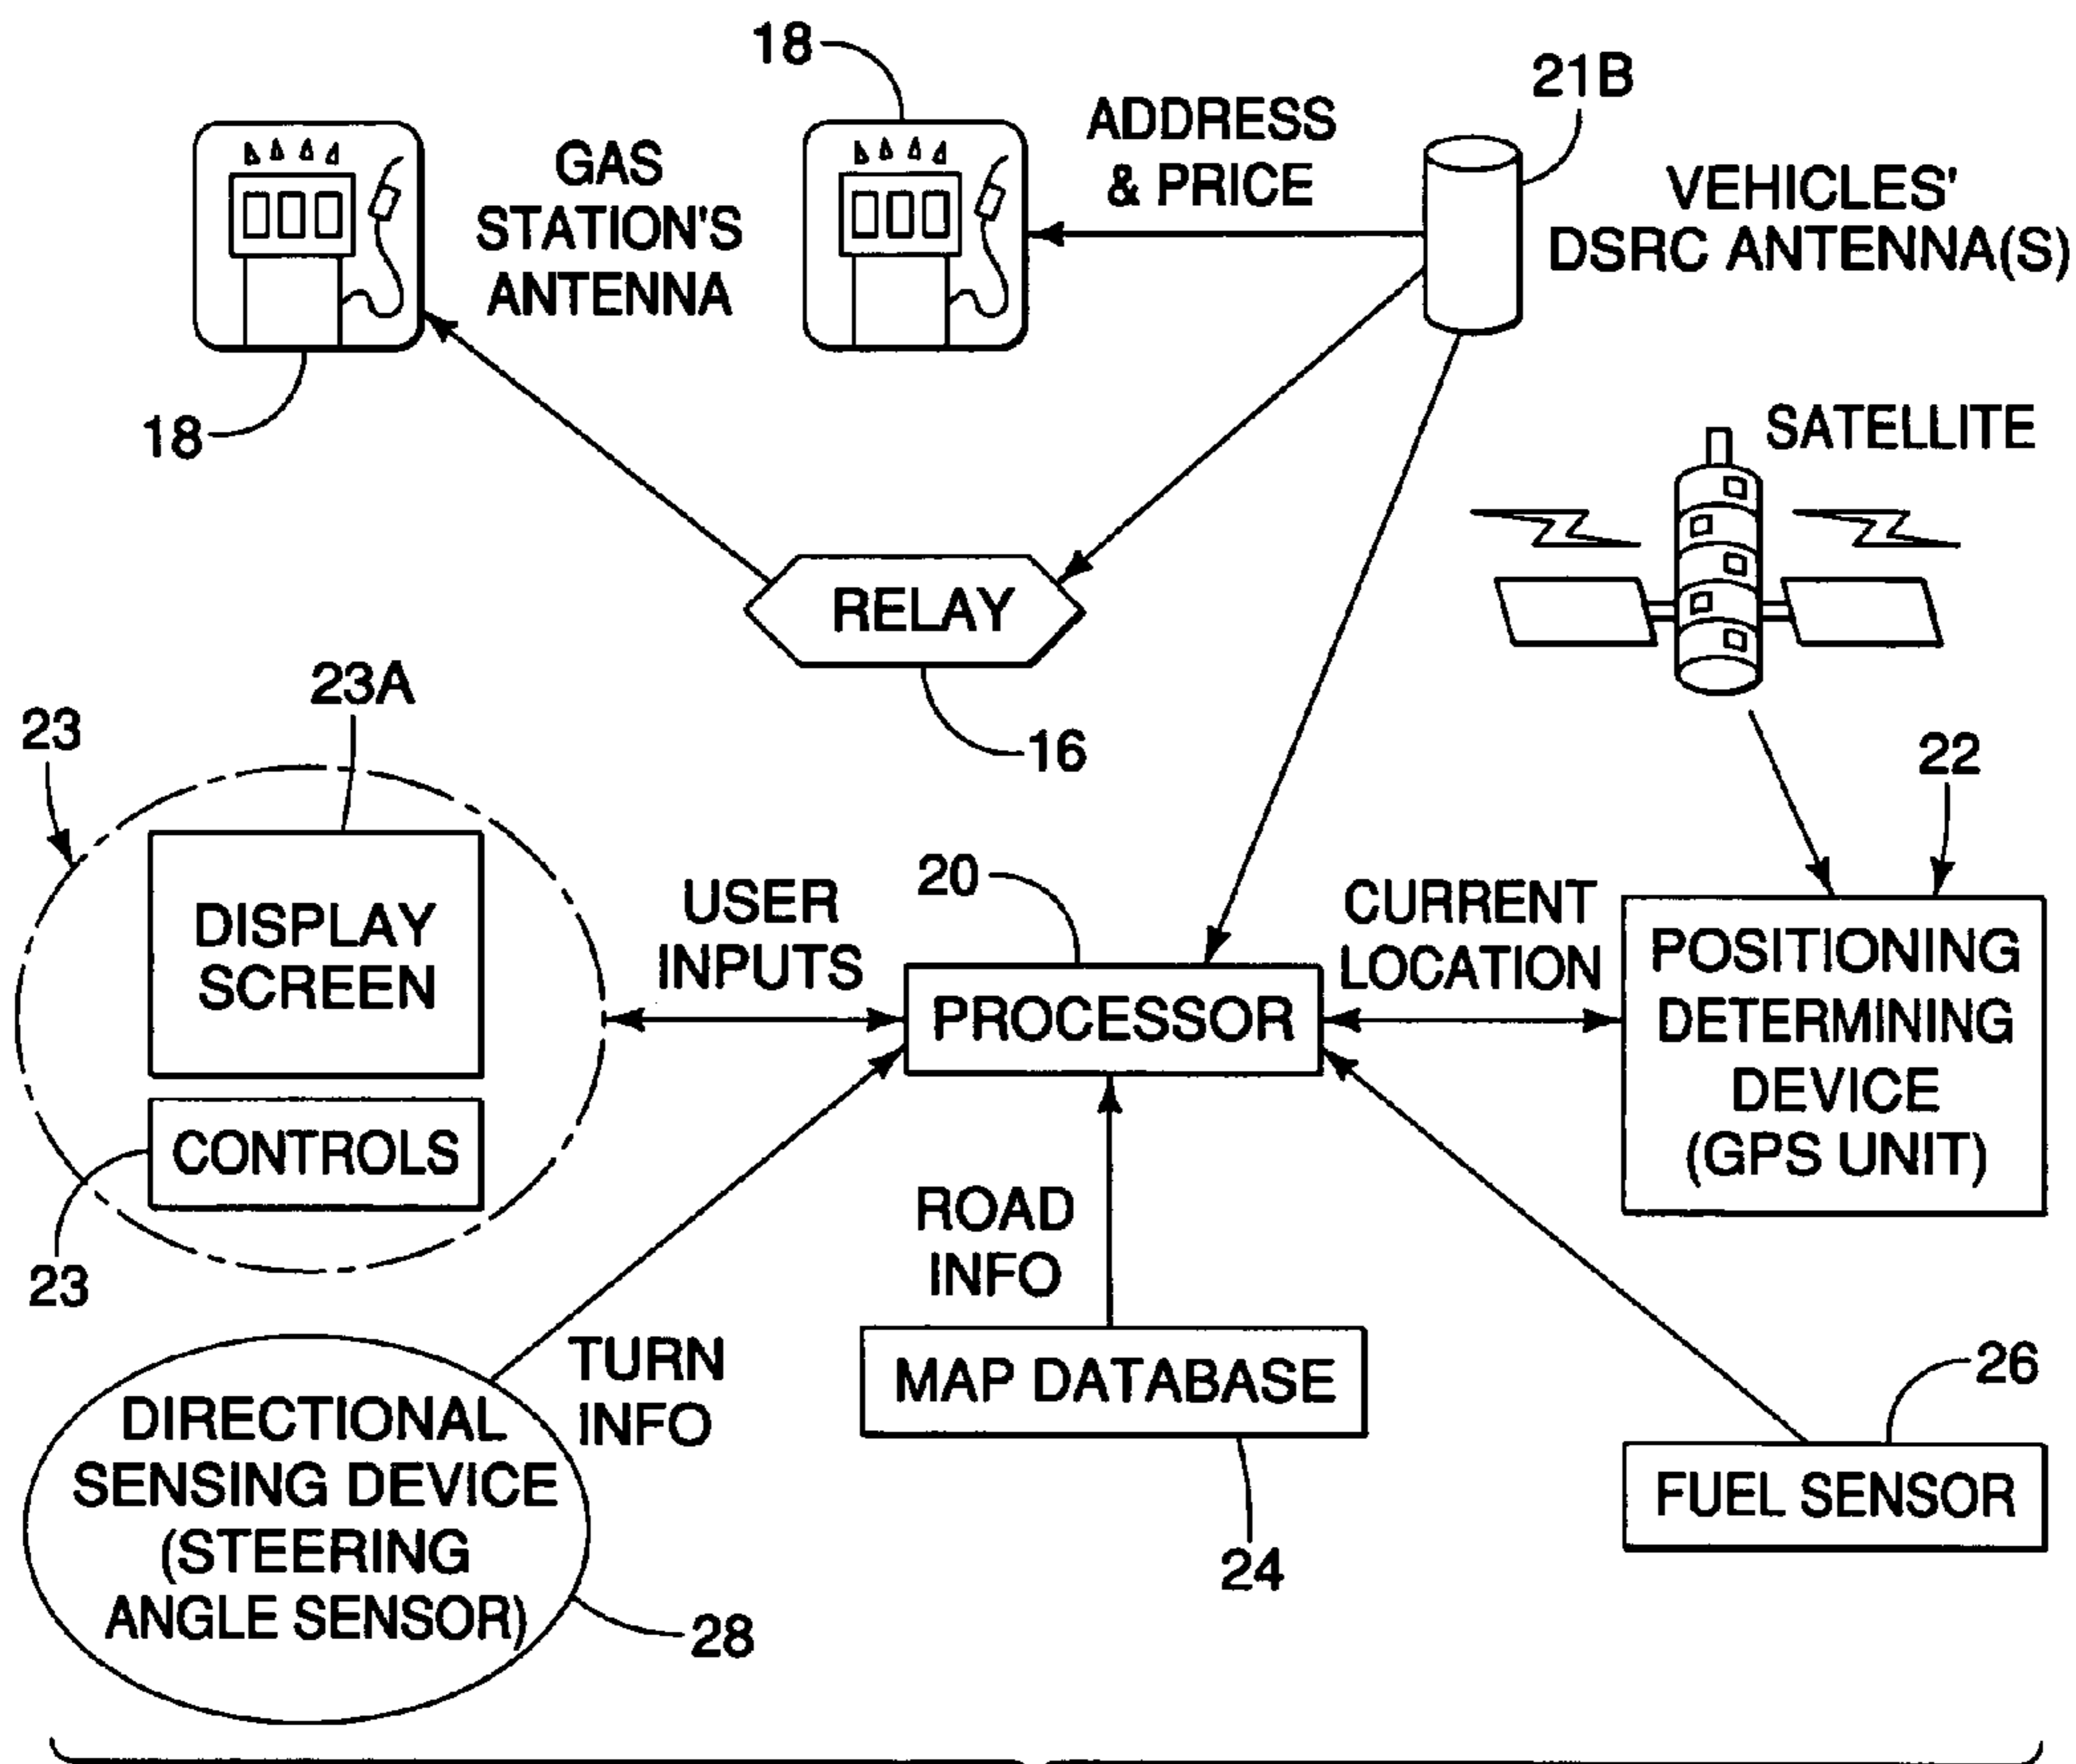 18
21B
ADDRESS
& PRICE
GAS
STATION'S
ANTENNA
VEHICLES'
DSRC ANTENNA(S)
18
SATELLITE
RELAY
16
23A
23
22
20
DISPLAY
SCREEN
USER
INPUTS
CURRENT
LOCATION
PROCESSOR
POSITIONING
DETERMINING
DEVICE
(GPS UNIT)
CONTROLS
23
ROAD
INFO
TURN
INFO
MAP DATABASE
24
26
FUEL SENSOR
DIRECTIONAL
SENSING DEVICE
(STEERING
ANGLE SENSOR)
28